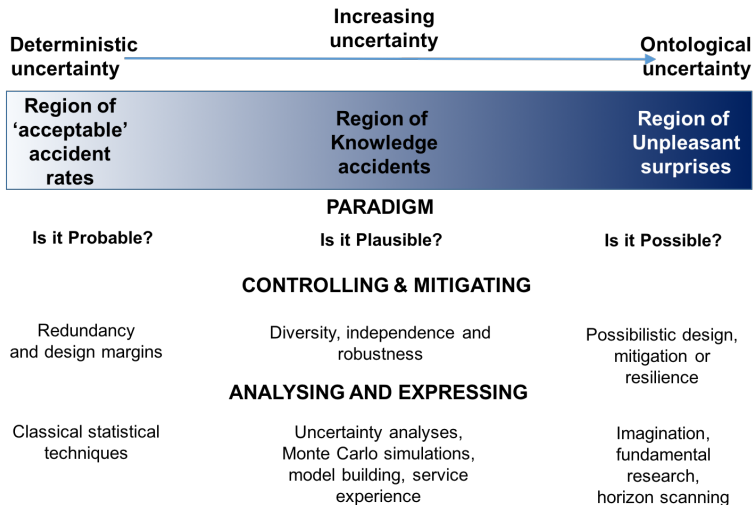 Increasing
uncertainty
Deterministic
uncertainty
Ontological
uncertainty
Region of
‘acceptable’
accident
rates
Region of
Knowledge
accidents
Region of
Unpleasant
surprises
PARADIGM
Is it Probable?
Is it Plausible?
Is it Possible?
CONTROLLING & MITIGATING
Redundancy
and design margins
Diversity, independence and
robustness
Possibilistic design,
mitigation or
resilience
ANALYSING AND EXPRESSING
Classical statistical
techniques
Uncertainty analyses,
Monte Carlo simulations,
model building, service
experience
Imagination,
fundamental
research,
horizon scanning